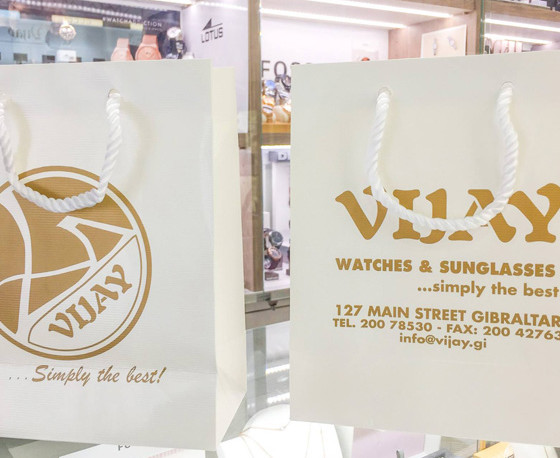 #WATCH
LOTUS
VIJAY
...Simply the best!
VIJAY
WATCHES & SUNGLASSES
...simply the best
127 MAIN STREET GIBRALTAR
TEL. 200 78530 - FAX: 200 42763
info@vijay.gi